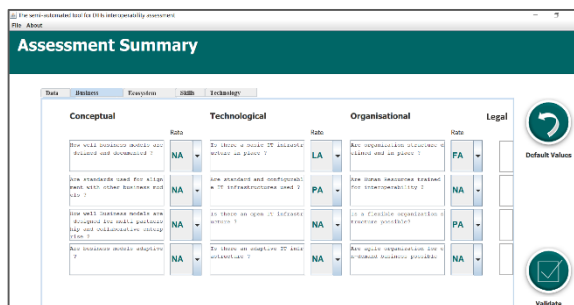 The semi-automated tool for DIHs interoperability assessment
File About
Assessment Summary
Data Business Ecosystem Skills Technology
Conceptual Technological Organisational Legal
Rate Rate Rate
How well business models are
defined and documented ?
NA
Is there a basic IT infrastr
ucture in place ?
LA
Are organisation structure d
efined and in place ?
FA
Are standards used for align
ment with other business mod
els ?
NA
Are standard and configurabl
e IT infrastructures used ?
PA
Are human resources trained
for interoperability ?
NA
How well business models are
designed for multi partners
hip and collaborative enterp
rise ?
NA
Is there an open IT infrastr
ucture ?
NA
Is a flexible organisation s
tructure possible?
PA
Are business models adaptive
?
NA
Is there an adaptive IT infr
astructure ?
NA
Are agile organisation for o
n-demand business possible
NA
Default Values
Validate